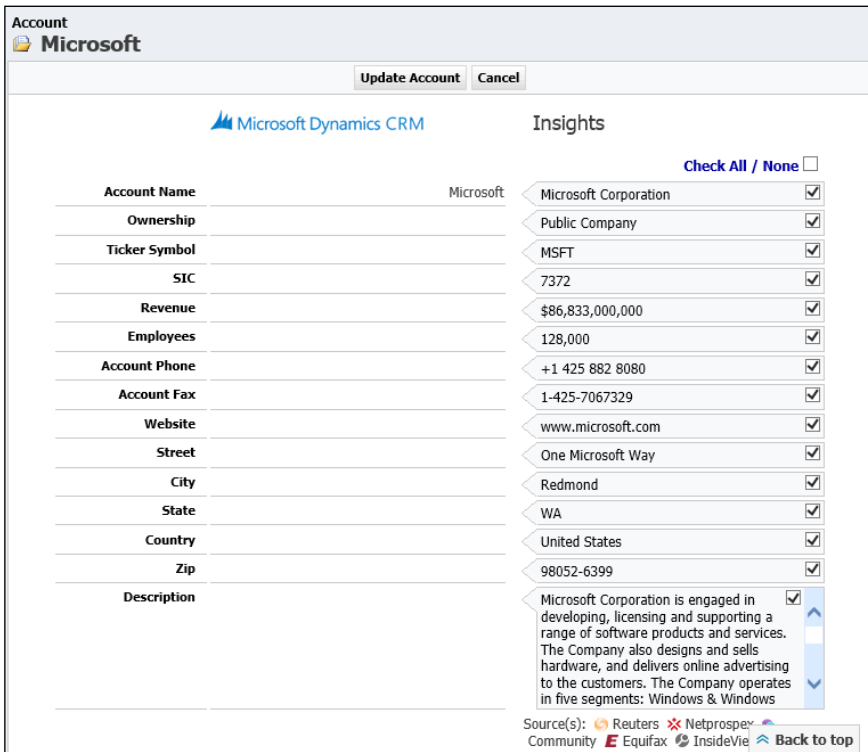 Account
Microsoft
Update Account Cancel
Microsoft Dynamics CRM Insights
Check All / None
Account Name Microsoft Microsoft Corporation
Ownership Public Company
Ticker Symbol MSFT
SIC 7372
Revenue $86,833,000,000
Employees 128,000
Account Phone +1 425 882 8080
Account Fax 1-425-7067329
Website www.microsoft.com
Street One Microsoft Way
City Redmond
State WA
Country United States
Zip 98052-6399
Description Microsoft Corporation is engaged in
developing, licensing and supporting a
range of software products and services.
The Company also designs and sells
hardware, and delivers online advertising
to the customers. The Company operates
in five segments: Windows & Windows
Source(s): Reuters Netprospex
Community Equifax InsideVie
Back to top